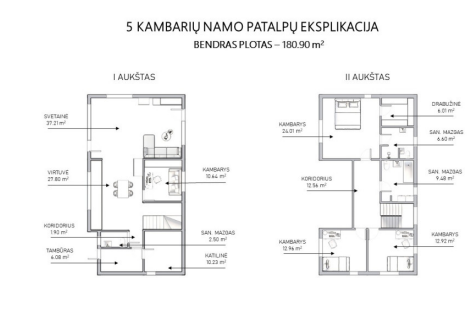 5 KAMBARIŲ NAMO PATALPŲ EKSPLIKACIJA
BENDRAS PLOTAS – 180.90 m²
I AUKŠTAS
SVETAINĖ
37.21 m²
VIRTUVĖ
27.80 m²
KAMBARYS
10.64 m²
KORIDORIUS
1.90 m²
TAMBŪRAS
4.08 m²
SAN. MAZGAS
2.50 m²
KATILINĖ
10.23 m²
II AUKŠTAS
KAMBARYS
24.01 m²
DRABUŽINĖ
6.01 m²
SAN. MAZGAS
6.60 m²
KORIDORIUS
12.56 m²
SAN. MAZGAS
9.48 m²
KAMBARYS
12.96 m²
KAMBARYS
12.92 m²